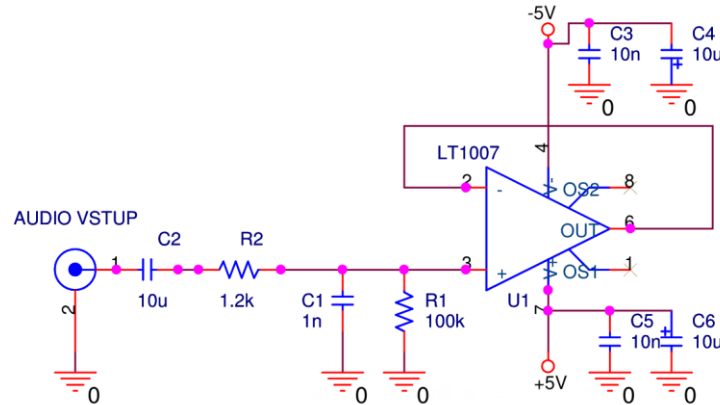 -5V
C3
10n
C4
10u
0
0
LT1007
4
V-
2
-
OS2
8
OUT
6
AUDIO VSTUP
C2
R2
1
10u
1.2k
2
3
+
V+
OS1
1
U1
7
C1
1n
R1
100k
C5
10n
C6
10u
+5V
0
0
0
0
0